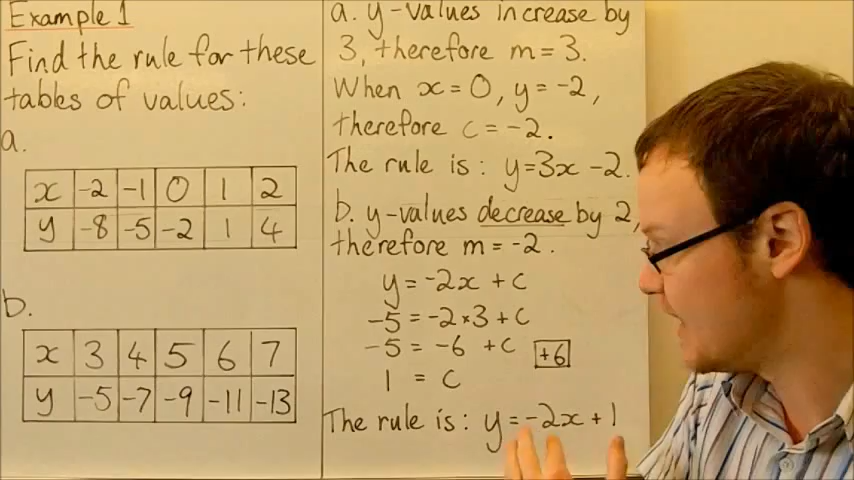 Example 1
Find the rule for these
tables of values:
a.
x -2 -1 0 1 2
y -8 -5 -2 1 4
b.
x 3 4 5 6 7
y -5 -7 -9 -11 -13
a. y-values increase by
3, therefore m = 3.
When x = 0, y = -2,
therefore c = -2.
The rule is: y=3x -2.
b. y-values decrease by 2,
therefore m = -2.
y = -2x + c
-5 = -2 × 3 + c
-5 = -6 + c +6
1 = c
The rule is: y = -2x + 1